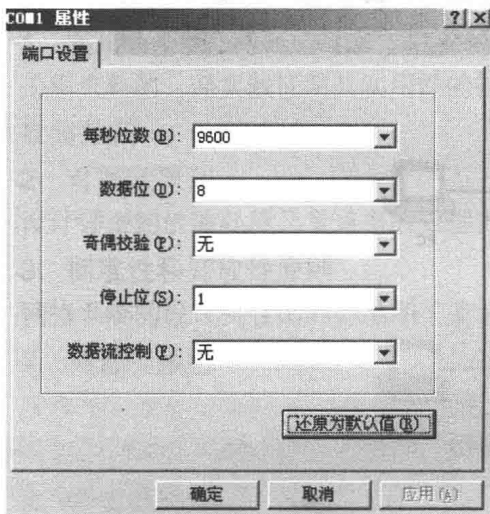 COM1 属性
端口设置
每秒位数(B): 9600
数据位(D): 8
奇偶校验(P): 无
停止位(S): 1
数据流控制(F): 无
还原为默认值(R)
确定 取消 应用(A)